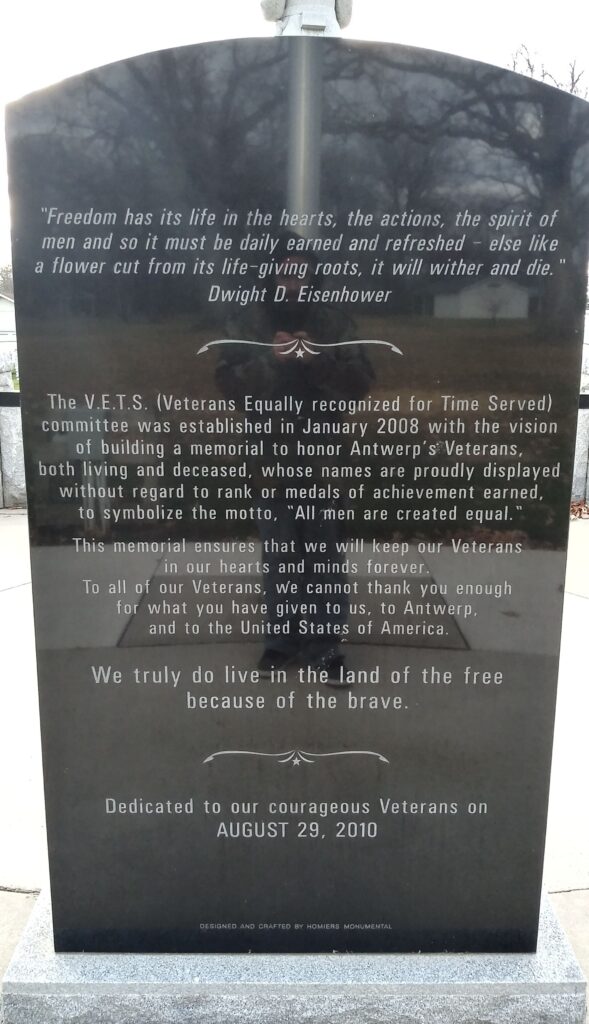 "Freedom has its life in the hearts, the actions, the spirit of
men and so it must be daily earned and refreshed - else like
a flower cut from its life-giving roots, it will wither and die."
Dwight D. Eisenhower
The V.E.T.S. (Veterans Equally recognized for Time Served)
committee was established in January 2008 with the vision
of building a memorial to honor Antwerp's Veterans,
both living and deceased, whose names are proudly displayed
without regard to rank or medals of achievement earned,
to symbolize the motto, "All men are created equal."
This memorial ensures that we will keep our Veterans
in our hearts and minds forever.
To all of our Veterans, we cannot thank you enough
for what you have given to us, to Antwerp,
and to the United States of America.
We truly do live in the land of the free
because of the brave.
Dedicated to our courageous Veterans on
AUGUST 29, 2010
DESIGNED AND CRAFTED BY HOMIERS MONUMENTAL